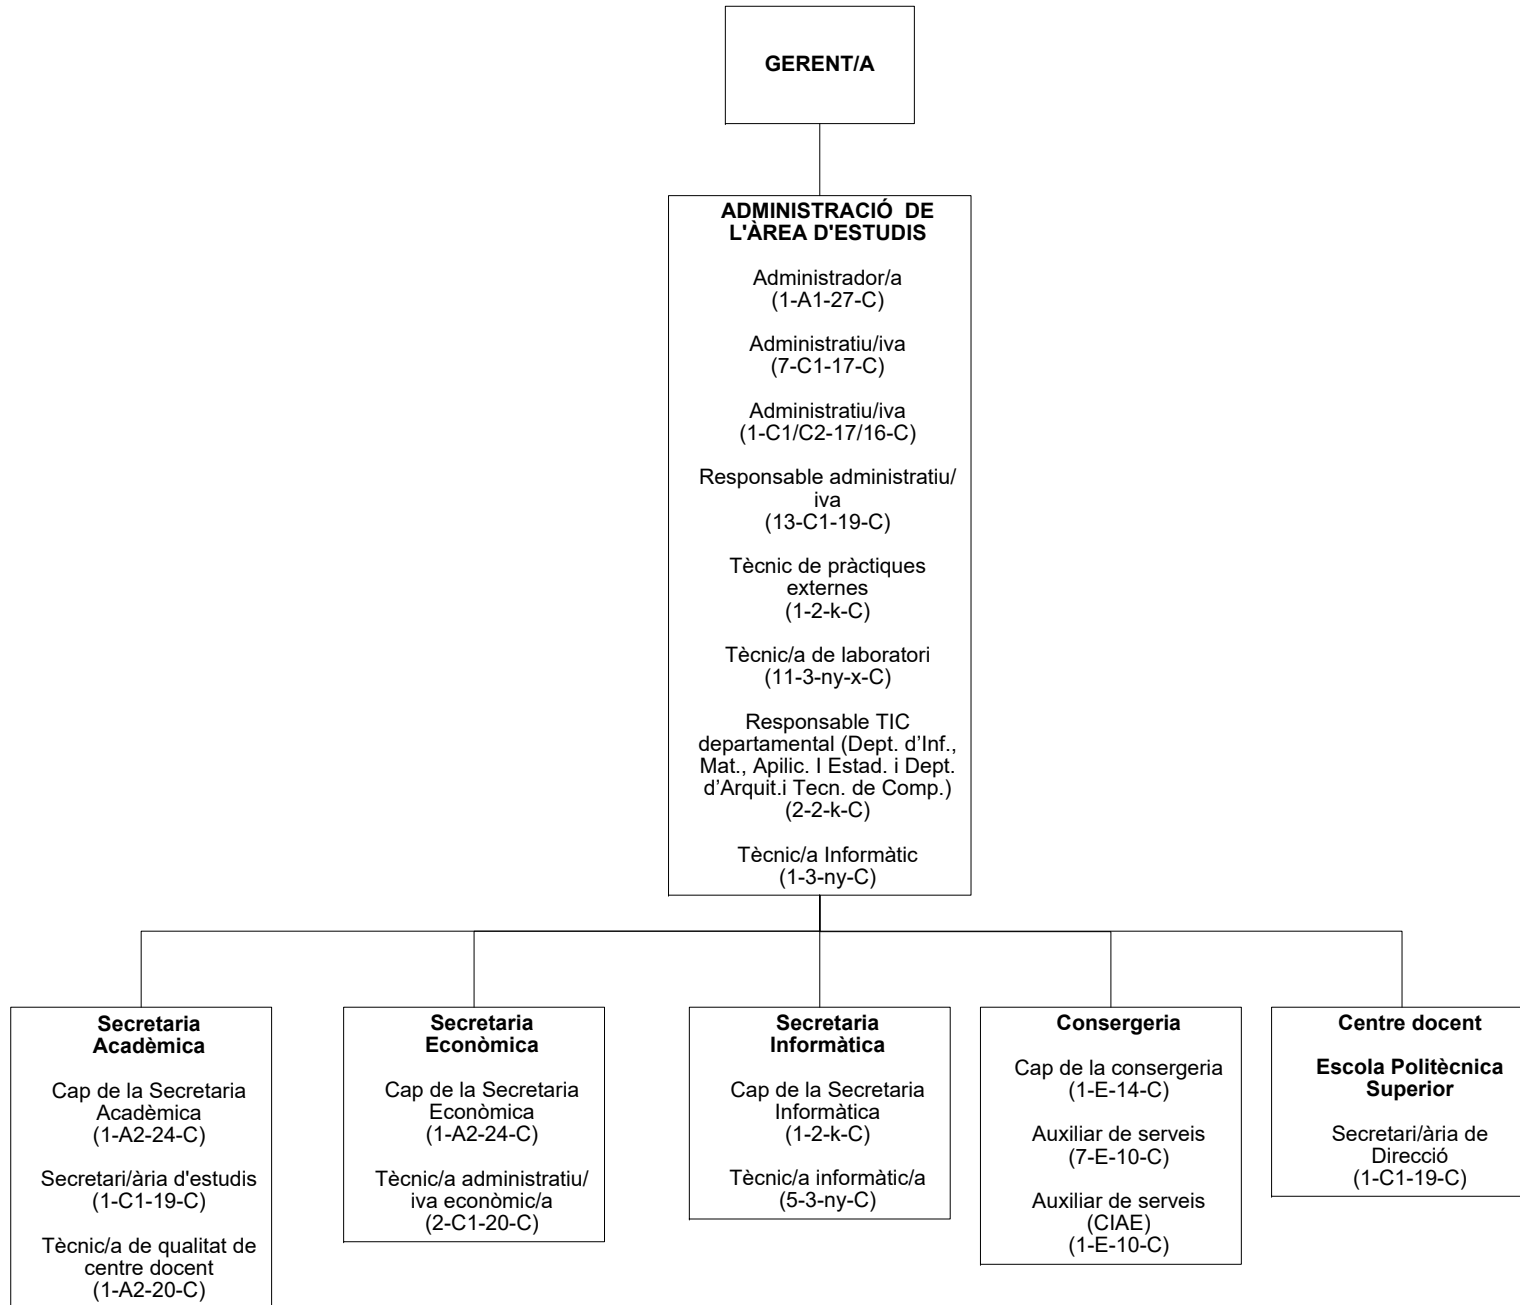 GERENT/A
ADMINISTRACIÓ  DE
L'ÀREA D'ESTUDIS
Administrador/a
(1-A1-27-C)
Administratiu/iva
(7-C1-17-C)
Administratiu/iva
(1-C1/C2-17/16-C)
Responsable administratiu/
iva
(13-C1-19-C)
Tècnic de pràctiques
externes
(1-2-k-C)
Tècnic/a de laboratori
(11-3-ny-x-C)
Responsable TIC
departamental (Dept. d’Inf.,
Mat., Apilic. I Estad. i Dept.
d’Arquit.i Tecn. de Comp.)
(2-2-k-C)
Tècnic/a Informàtic
(1-3-ny-C)
Secretaria
Acadèmica
Cap de la Secretaria
Acadèmica
(1-A2-24-C)
Secretari/ària d'estudis
(1-C1-19-C)
Tècnic/a de qualitat de
centre docent
(1-A2-20-C)
Secretaria
Econòmica
Cap de la Secretaria
Econòmica
(1-A2-24-C)
Tècnic/a administratiu/
iva econòmic/a
(2-C1-20-C)
Secretaria
Informàtica
Cap de la Secretaria
Informàtica
(1-2-k-C)
Tècnic/a informàtic/a
(5-3-ny-C)
Consergeria
Cap de la consergeria
(1-E-14-C)
Auxiliar de serveis
(7-E-10-C)
Auxiliar de serveis
(CIAE)
(1-E-10-C)
Centre docent
Escola Politècnica
Superior
Secretari/ària de
Direcció
(1-C1-19-C)